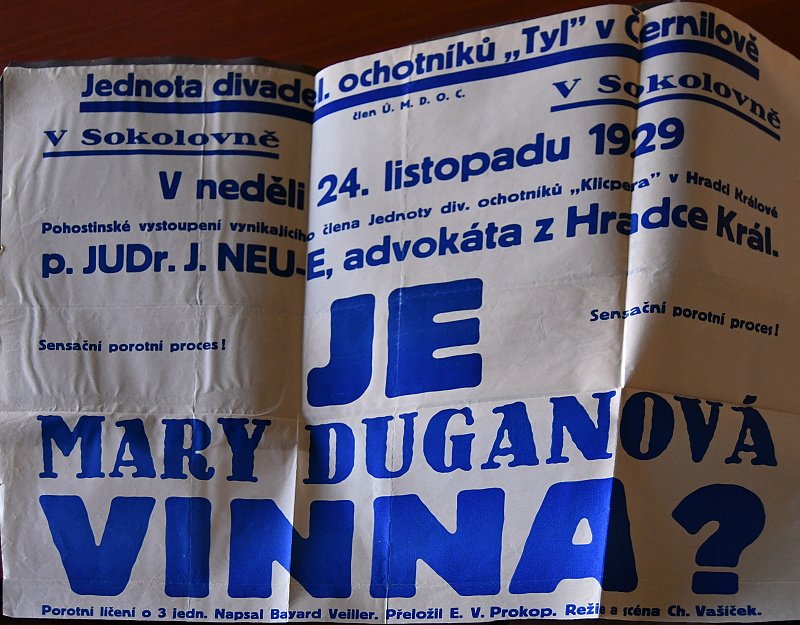 Jednota divadel. ochotníků „Tyl" v Černilově
člen Ú. M. D. O. C.
V Sokolovně V Sokolovně
V neděli 24. listopadu 1929
Pohostinské vystoupení vynikalícího člena Jednoty div. ochotníků „Klicpera" v Hradci Králové
p. JUDr. J. E, advokáta z Hradce Král.
Sensační porotní proces! Sensační porotní proces!
JE
MARY DUGANOVÁ
VINNA?
Porotní líčení o 3 jedn. Napsal Bayard Veiller. Přeložil E. V. Prokop. Režie a scéna Ch. Vašíček.